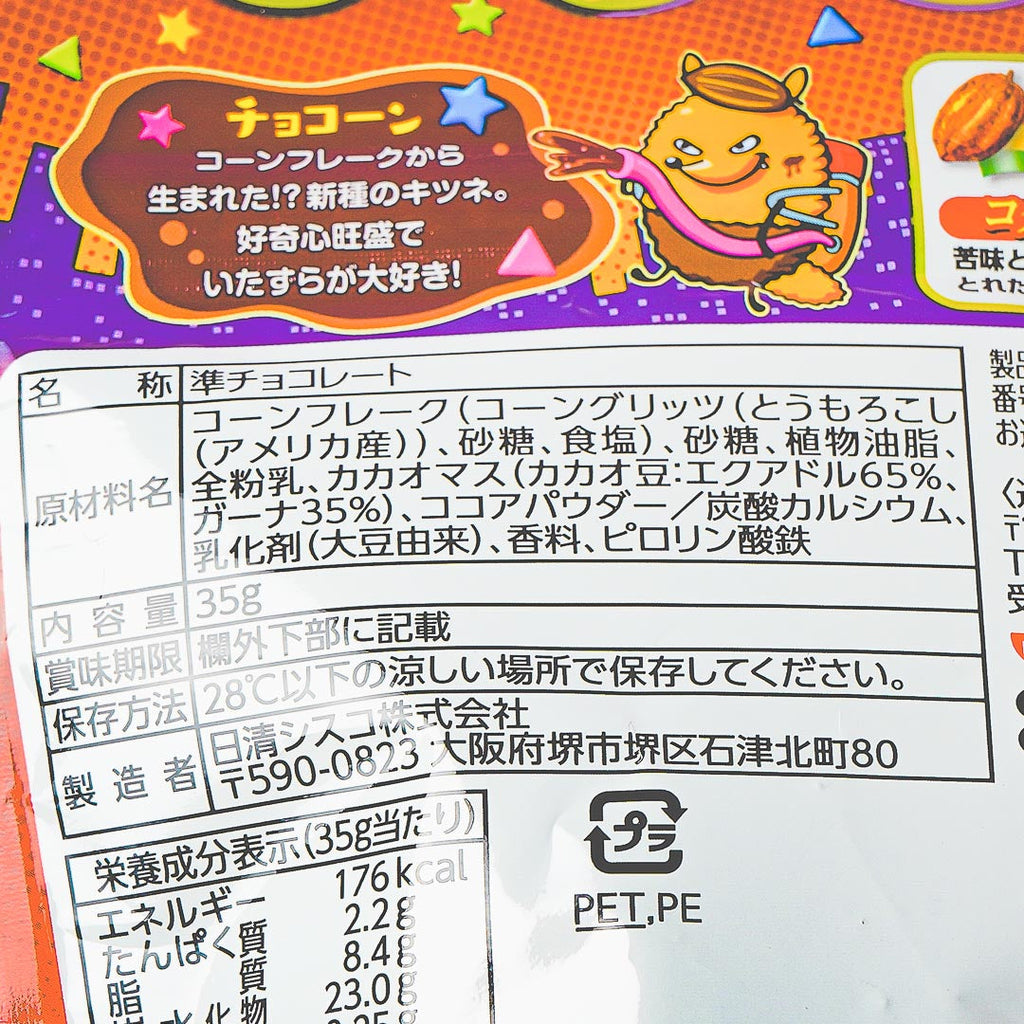 チョコーン
コーンフレークから
生まれた!?新種のキツネ。
好奇心旺盛で
いたずらが大好き!
苦味と
とれた
名称 準チョコレート
原材料名 コーンフレーク(コーングリッツ(とうもろこし
(アメリカ産))、砂糖、食塩)、砂糖、植物油脂、
全粉乳、カカオマス(カカオ豆:エクアドル65%、
ガーナ35%)、ココアパウダー/炭酸カルシウム、
乳化剤(大豆由来)、香料、ピロリン酸鉄
内容量 35g
賞味期限 欄外下部に記載
保存方法 28℃以下の涼しい場所で保存してください。
製造者 日清シスコ株式会社
〒590-0823 大阪府堺市堺区石津北町80
番号
お
〒
T
受
栄養成分表示(35g当たり)
エネルギー 176kcal
たんぱく質 2.2g
脂質 8.4g
水化物 23.0g
プラ
PET,PE